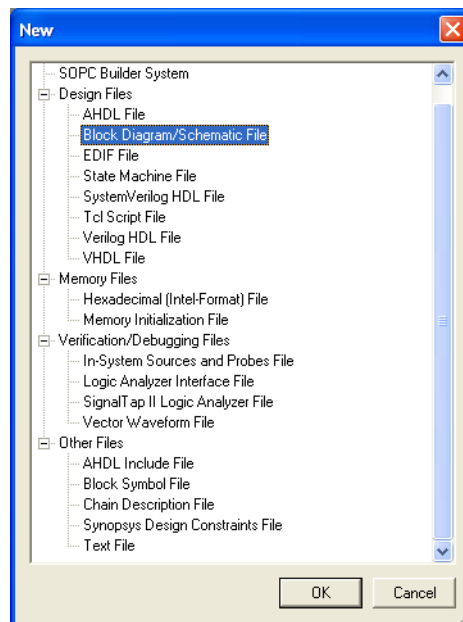 New
SOPC Builder System
Design Files
AHDL File
Block Diagram/Schematic File
EDIF File
State Machine File
SystemVerilog HDL File
Tcl Script File
Verilog HDL File
VHDL File
Memory Files
Hexadecimal (Intel-Format) File
Memory Initialization File
Verification/Debugging Files
In-System Sources and Probes File
Logic Analyzer Interface File
SignalTap II Logic Analyzer File
Vector Waveform File
Other Files
AHDL Include File
Block Symbol File
Chain Description File
Synopsys Design Constraints File
Text File
OK Cancel